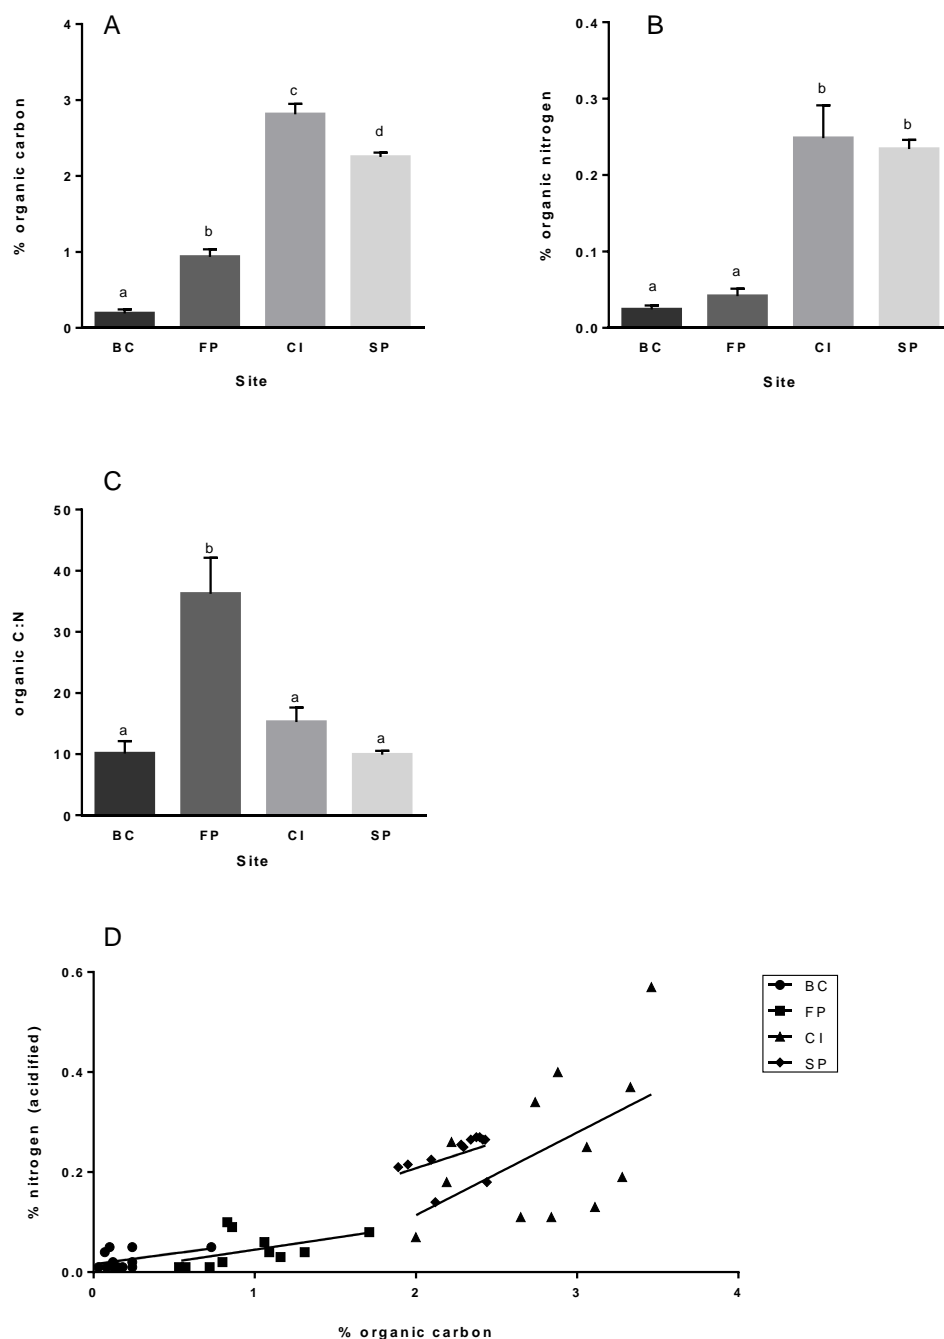 A
% organic carbon
4
3
2
1
0
a
b
c
d
BC FP CI SP
Site
B
% organic nitrogen
0.4
0.3
0.2
0.1
0.0
a
a
b
b
BC FP CI SP
Site
C
organic C:N
50
40
30
20
10
0
a
b
a
a
BC FP CI SP
Site
D
% nitrogen (acidified)
0.6
0.4
0.2
0.0
0 1 2 3 4
% organic carbon
BC
FP
CI
SP